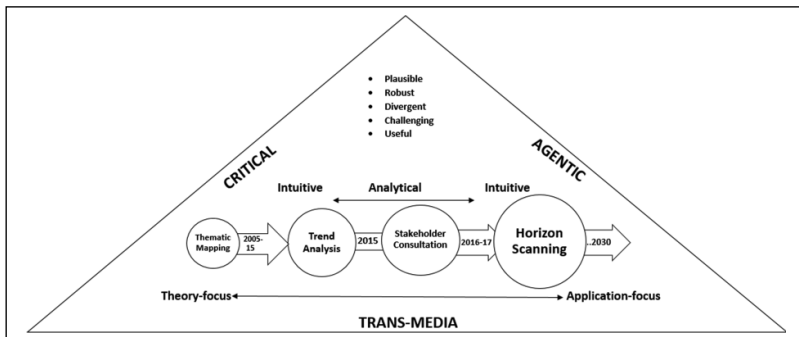 • Plausible
• Robust
• Divergent
• Challenging
• Useful
CRITICAL
AGENTIC
Intuitive
Analytical
Intuitive
Thematic
Mapping
2005-
15
Trend
Analysis
2015
Stakeholder
Consultation
2016-17
Horizon
Scanning
..2030
Theory-focus
Application-focus
TRANS-MEDIA